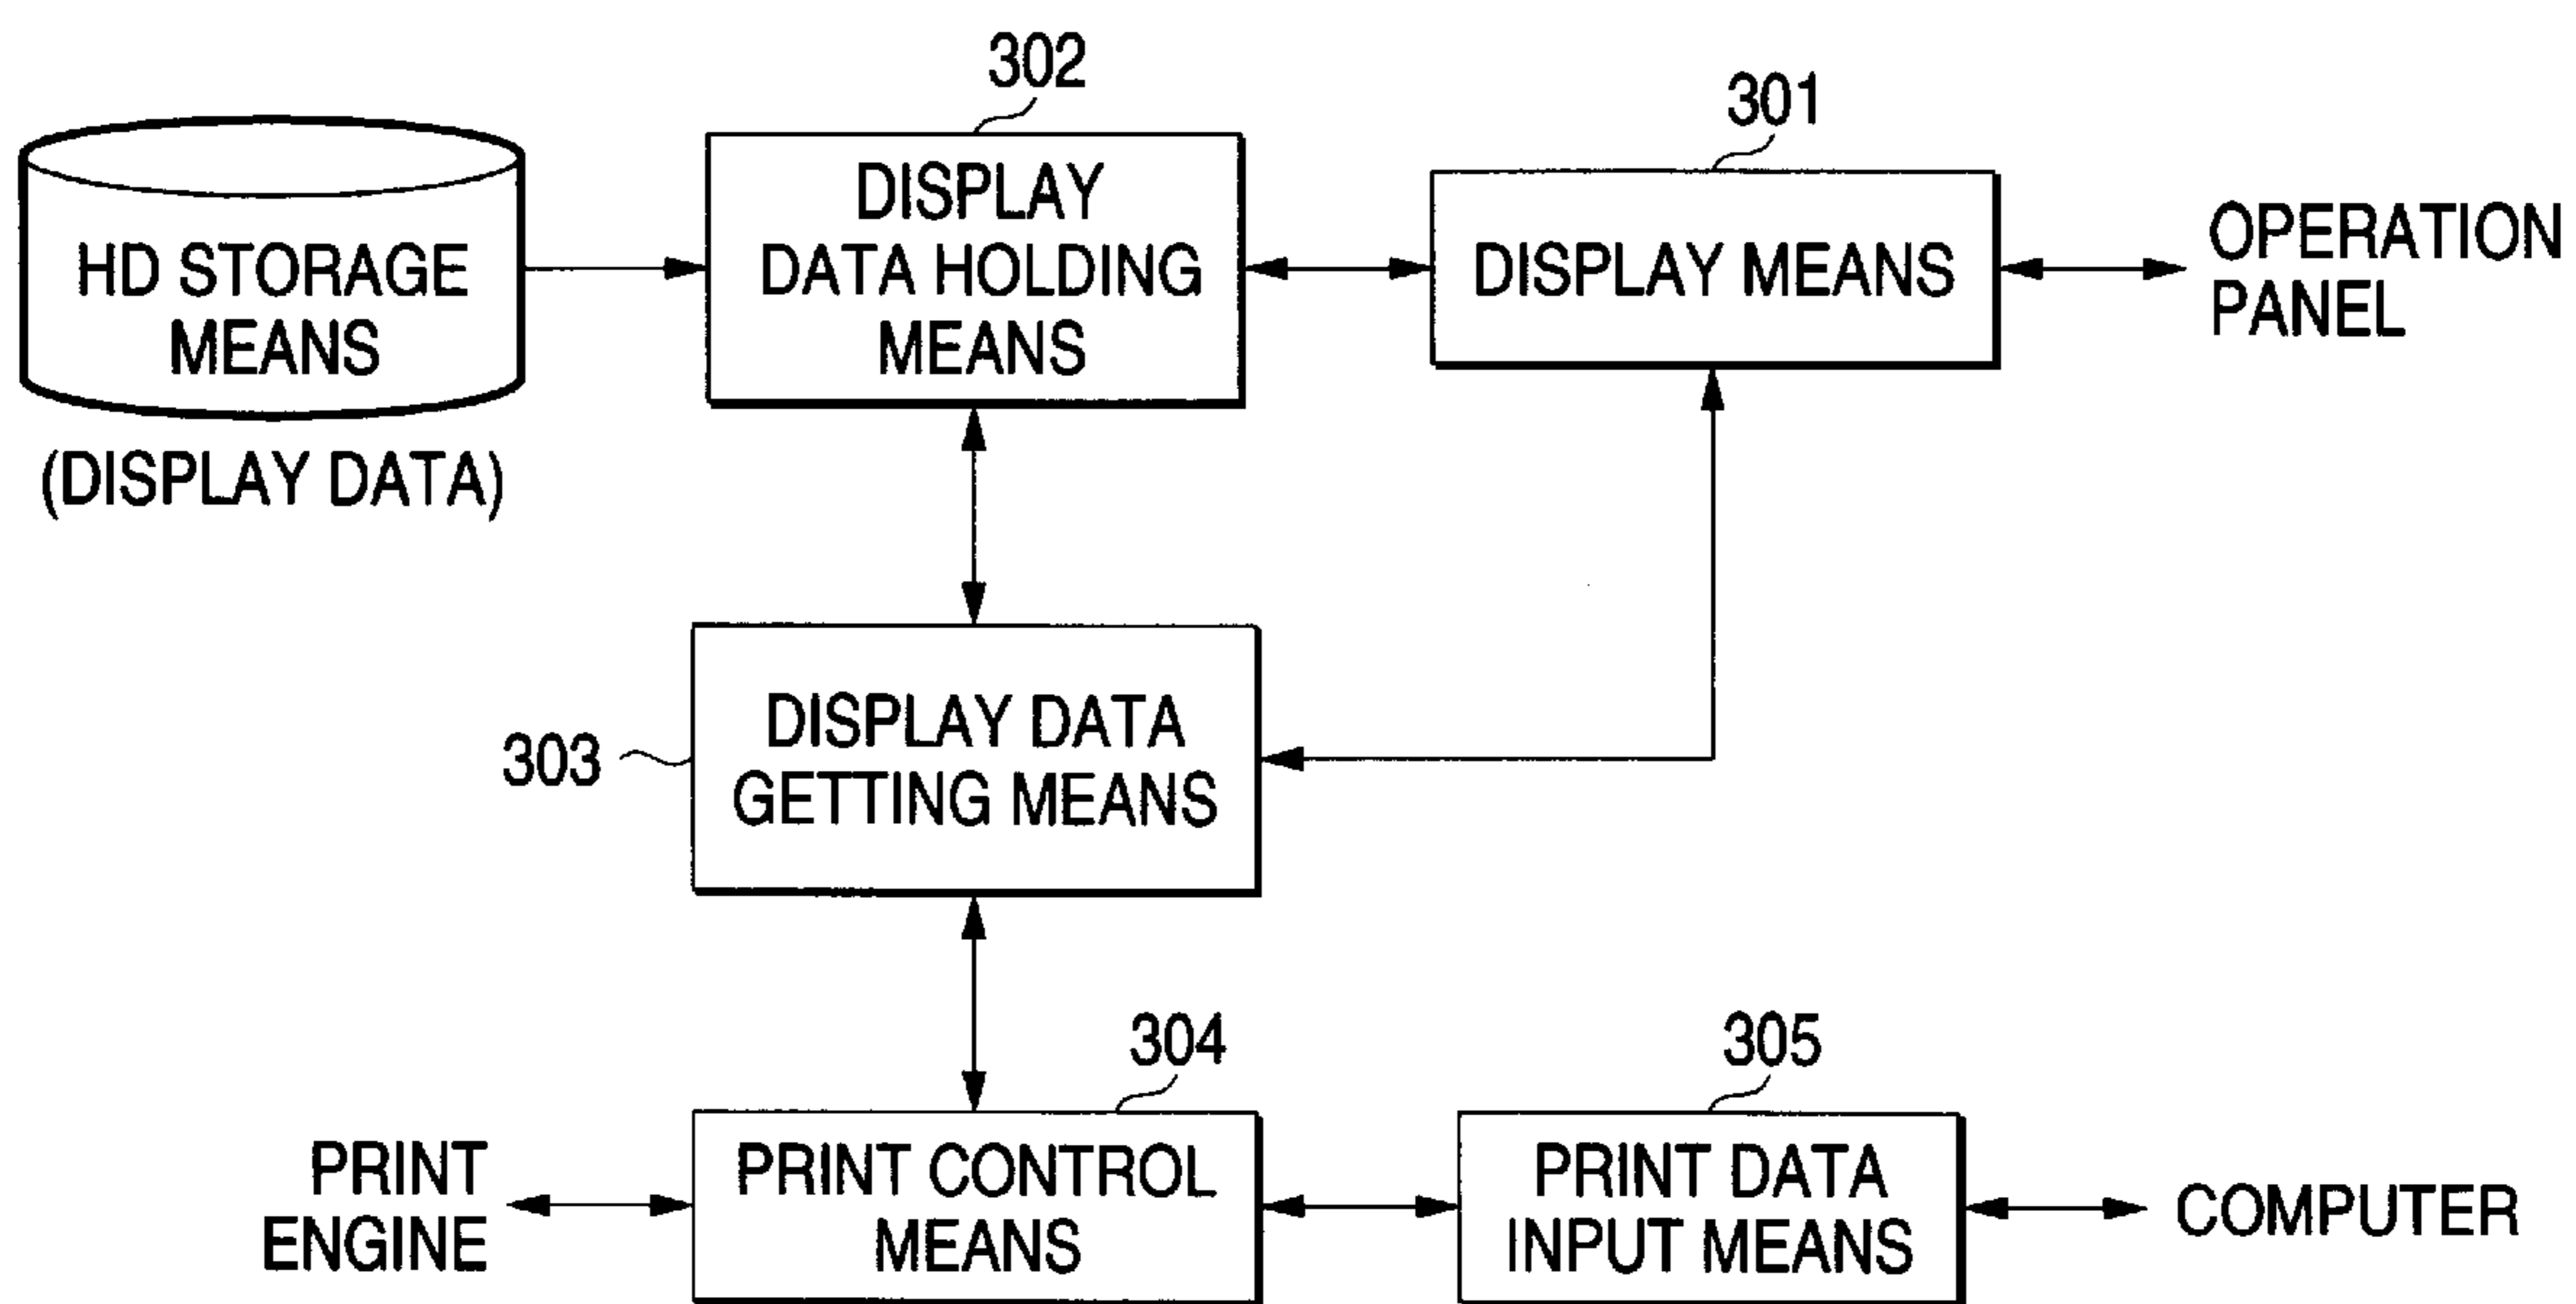 302
301
HD STORAGE
MEANS
(DISPLAY DATA)
DISPLAY
DATA HOLDING
MEANS
DISPLAY MEANS
OPERATION
PANEL
303
DISPLAY DATA
GETTING MEANS
304
305
PRINT
ENGINE
PRINT CONTROL
MEANS
PRINT DATA
INPUT MEANS
COMPUTER